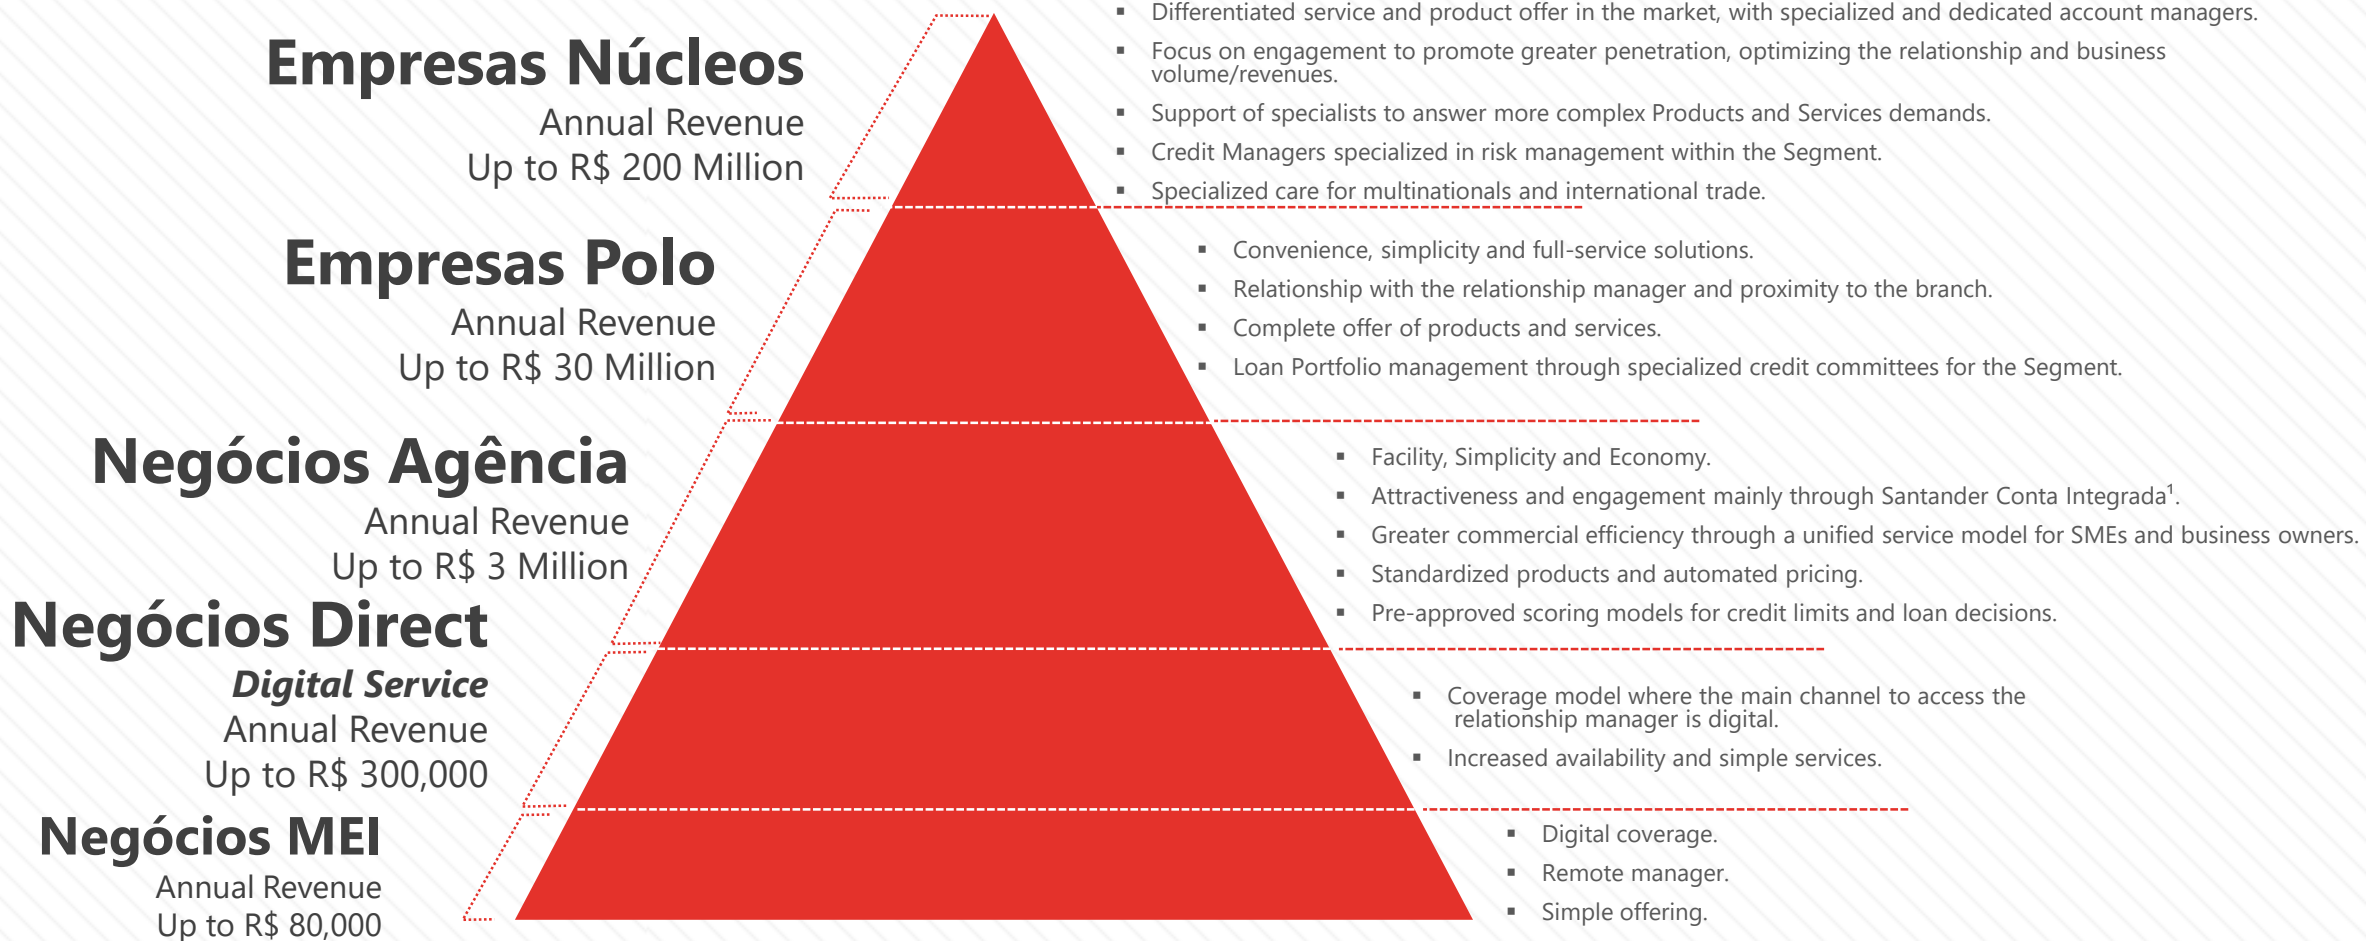 Empresas Núcleos
Annual Revenue
Up to R$ 200 Million
▪ Differentiated service and product offer in the market, with specialized and dedicated account managers.
▪ Focus on engagement to promote greater penetration, optimizing the relationship and business
volume/revenues.
▪ Support of specialists to answer more complex Products and Services demands.
▪ Credit Managers specialized in risk management within the Segment.
▪ Specialized care for multinationals and international trade.
Empresas Polo
Annual Revenue
Up to R$ 30 Million
▪ Convenience, simplicity and full-service solutions.
▪ Relationship with the relationship manager and proximity to the branch.
▪ Complete offer of products and services.
▪ Loan Portfolio management through specialized credit committees for the Segment.
Negócios Agência
Annual Revenue
Up to R$ 3 Million
▪ Facility, Simplicity and Economy.
▪ Attractiveness and engagement mainly through Santander Conta Integrada¹.
▪ Greater commercial efficiency through a unified service model for SMEs and business owners.
▪ Standardized products and automated pricing.
▪ Pre-approved scoring models for credit limits and loan decisions.
Negócios Direct
Digital Service
Annual Revenue
Up to R$ 300,000
▪ Coverage model where the main channel to access the
relationship manager is digital.
▪ Increased availability and simple services.
Negócios MEI
Annual Revenue
Up to R$ 80,000
▪ Digital coverage.
▪ Remote manager.
▪ Simple offering.